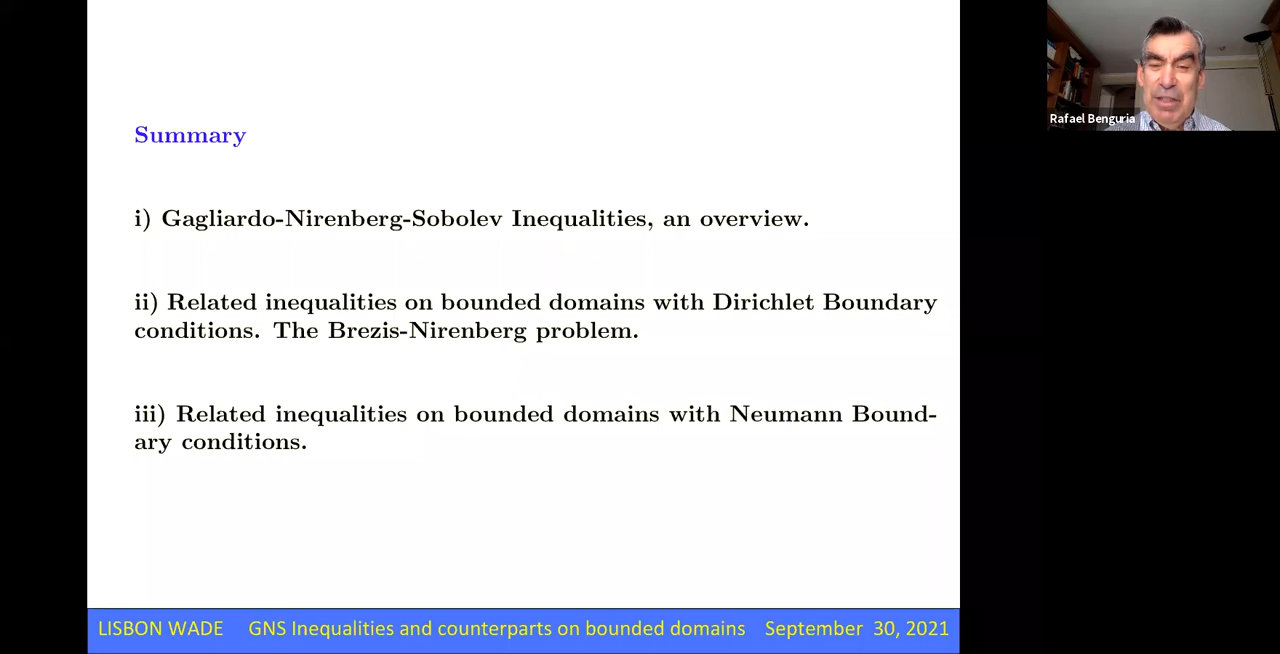 Summary
i) Gagliardo-Nirenberg-Sobolev Inequalities, an overview.
ii) Related inequalities on bounded domains with Dirichlet Boundary
conditions. The Brezis-Nirenberg problem.
iii) Related inequalities on bounded domains with Neumann Bound-
ary conditions.
LISBON WADE GNS Inequalities and counterparts on bounded domains September 30, 2021
Rafael Benguria